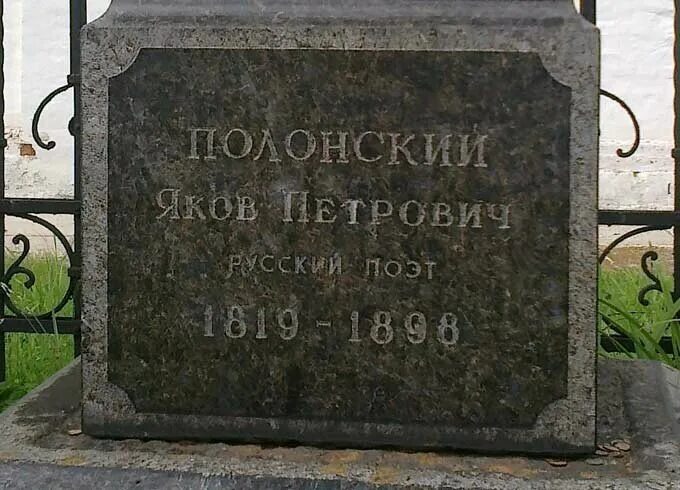 ПОЛОНСКИЙ
Яков Петрович
РУССКИЙ ПОЭТ
1819 - 1898